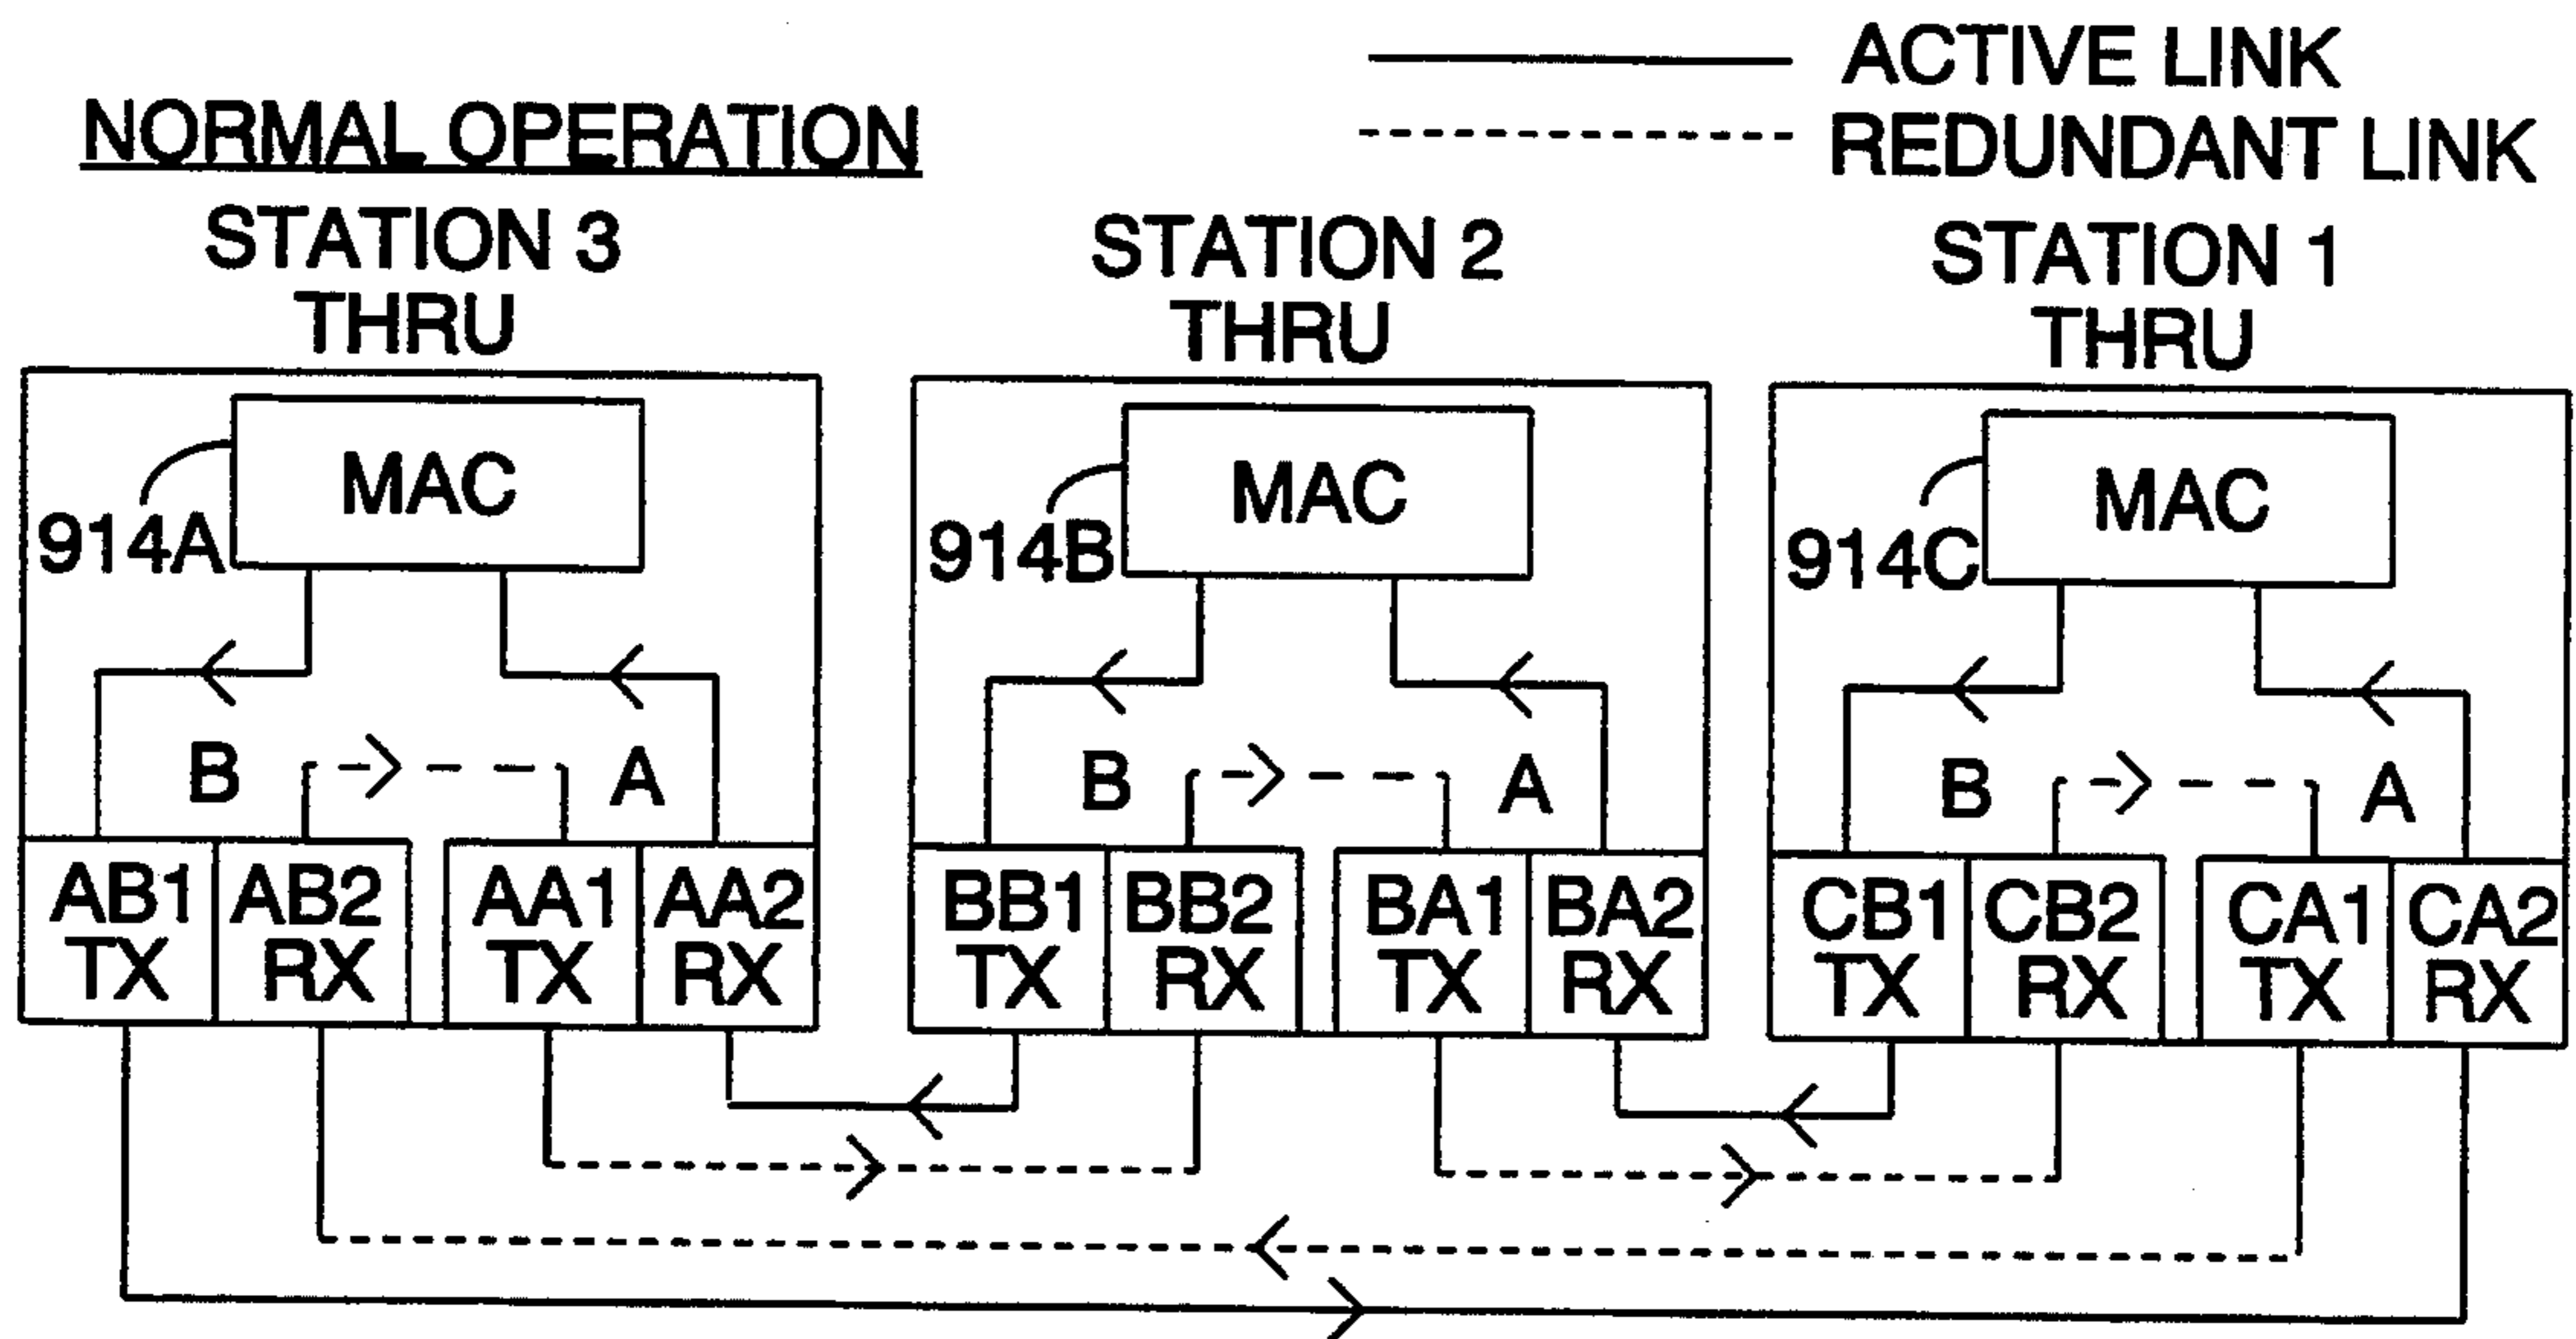 ACTIVE LINK
REDUNDANT LINK
NORMAL OPERATION
STATION 3
THRU
STATION 2
THRU
STATION 1
THRU
MAC
914A
MAC
914B
MAC
914C
B
A
B
A
B
A
AB1
TX
AB2
RX
AA1
TX
AA2
RX
BB1
TX
BB2
RX
BA1
TX
BA2
RX
CB1
TX
CB2
RX
CA1
TX
CA2
RX